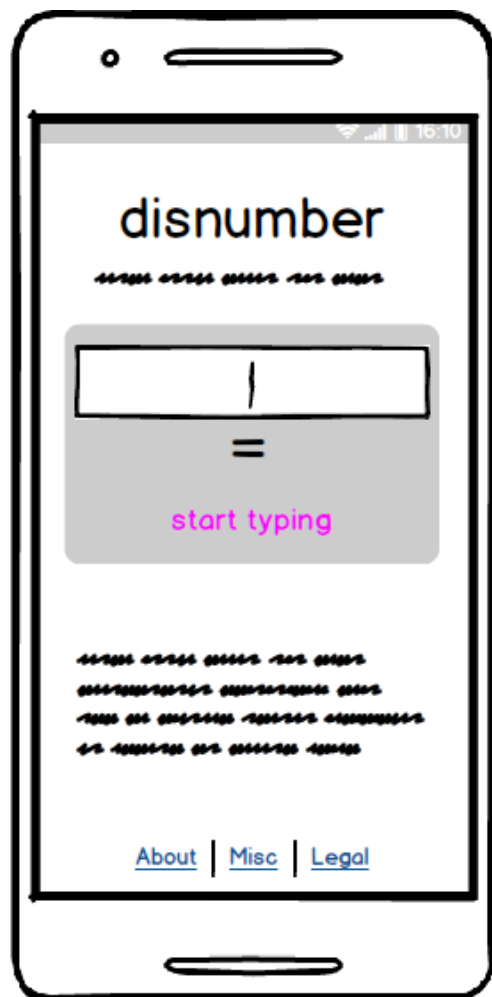 16:10
disnumber
=
start typing
About | Misc | Legal